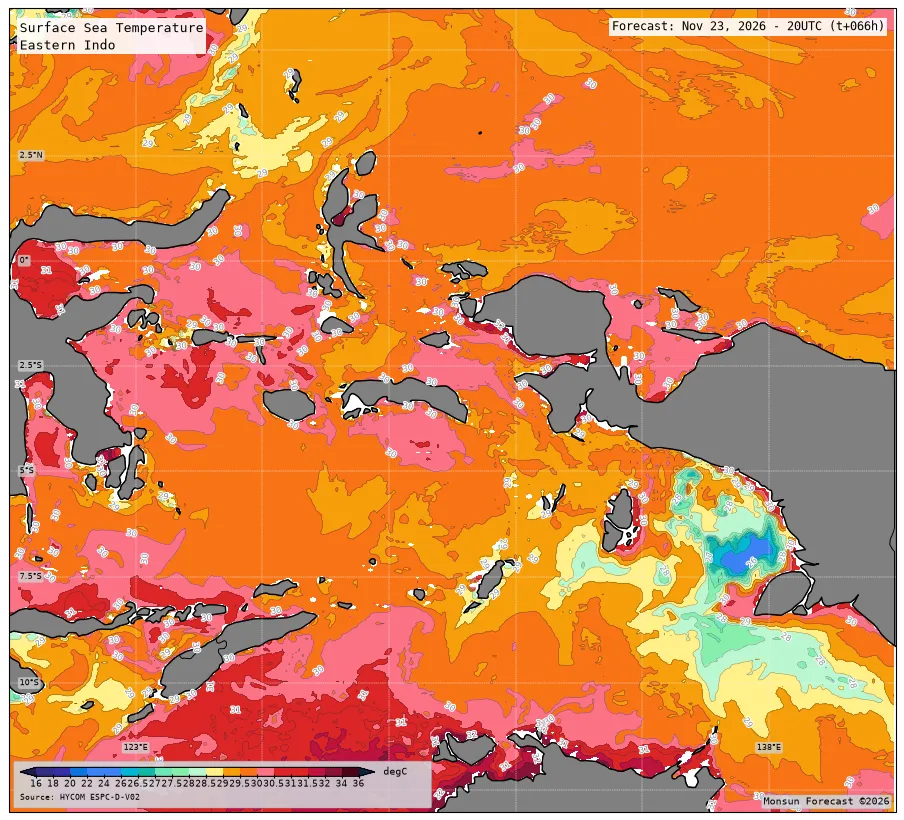 Surface Sea Temperature
Eastern Indo
Forecast: Nov 23, 2026 - 20UTC (t+066h)
2.5°N
0°
2.5°S
5°S
7.5°S
10°S
123°E
138°E
degC
16 18 20 22 24 26 26.5 27 27.5 28 28.5 29 29.5 30 30.5 31 31.5 32 34 36
Source: HYCOM ESPC-D-V02
Monsun Forecast ©2026